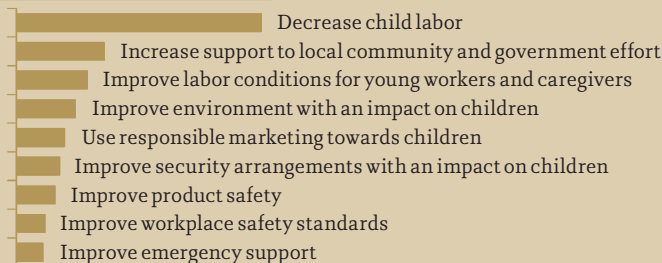 Decrease child labor
Increase support to local community and government effort
Improve labor conditions for young workers and caregivers
Improve environment with an impact on children
Use responsible marketing towards children
Improve security arrangements with an impact on children
Improve product safety
Improve workplace safety standards
Improve emergency support